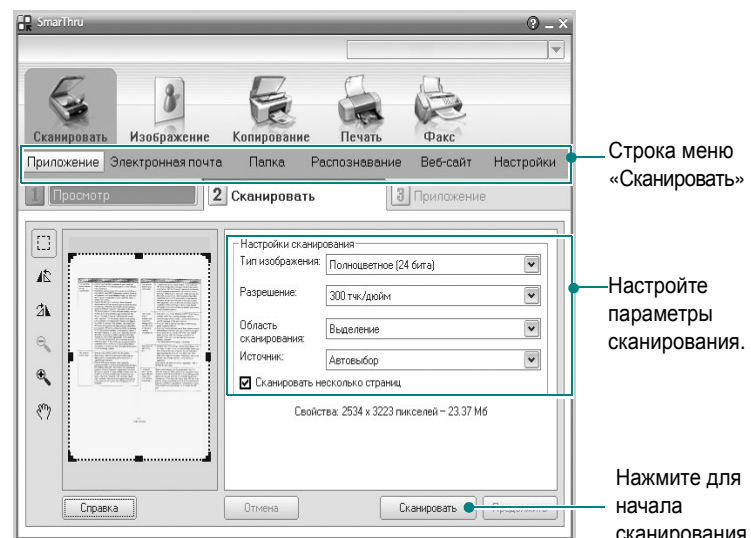 SmarThru
Сканировать Изображение Копирование Печать Факс
Приложение Электронная почта Папка Распознавание Веб-сайт Настройки
1 Просмотр 2 Сканировать 3 Приложение
Строка меню
«Сканировать»
Настройки сканирования
Тип изображения: Полноцветное (24 бита)
Разрешение: 300 тчк/дюйм
Область
сканирования: Выделение
Источник: Автовыбор
Сканировать несколько страниц
Свойства: 2534 x 3223 пикселей – 23.37 Мб
Настройте
параметры
сканирования.
Справка Отмена Сканировать Продолжить
Нажмите для
начала
сканирования